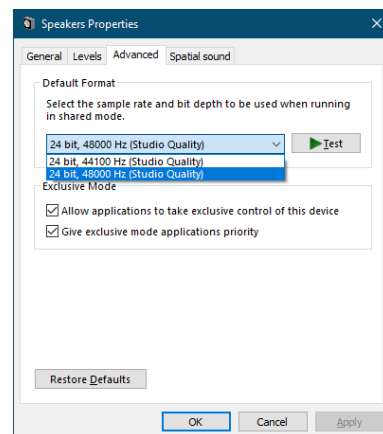 Speakers Properties
General Levels Advanced Spatial sound
Default Format
Select the sample rate and bit depth to be used when running
in shared mode.
24 bit, 48000 Hz (Studio Quality) Test
24 bit, 44100 Hz (Studio Quality)
24 bit, 48000 Hz (Studio Quality)
Exclusive Mode
Allow applications to take exclusive control of this device
Give exclusive mode applications priority
Restore Defaults
OK Cancel Apply